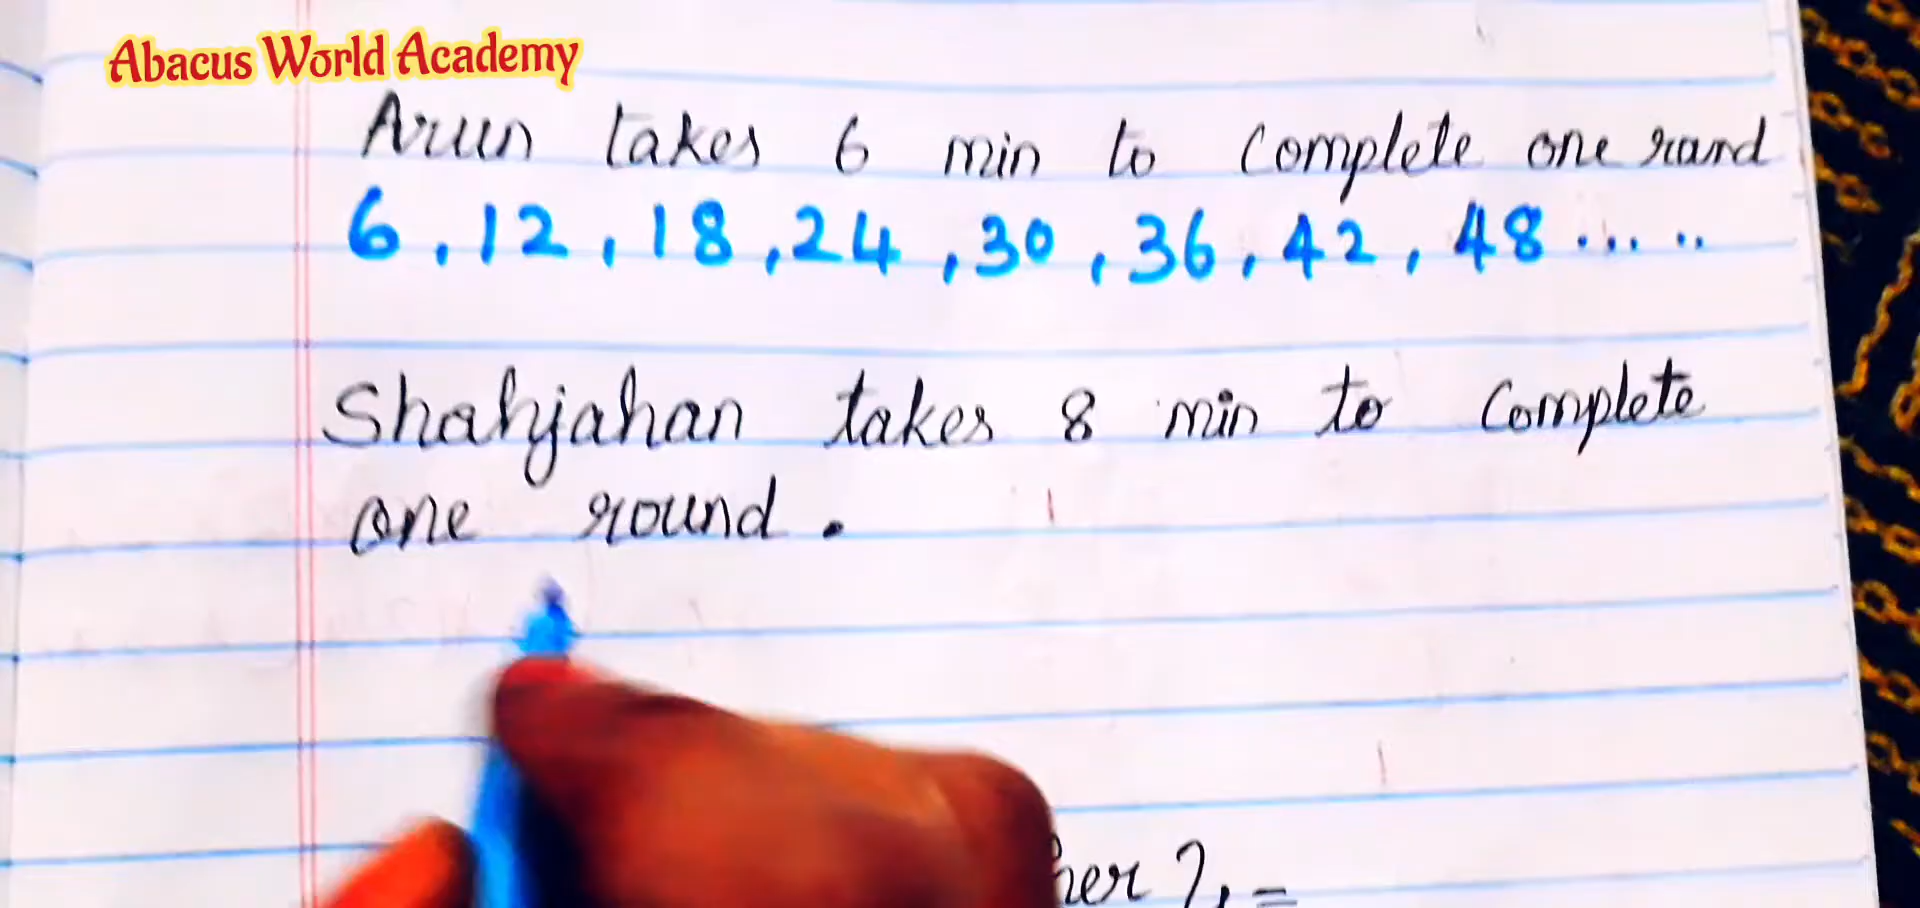 Abacus World Academy
Arun takes 6 min to complete one rand
6, 12, 18, 24, 30, 36, 42, 48.....
Shahjahan takes 8 min to complete
one round.
? =